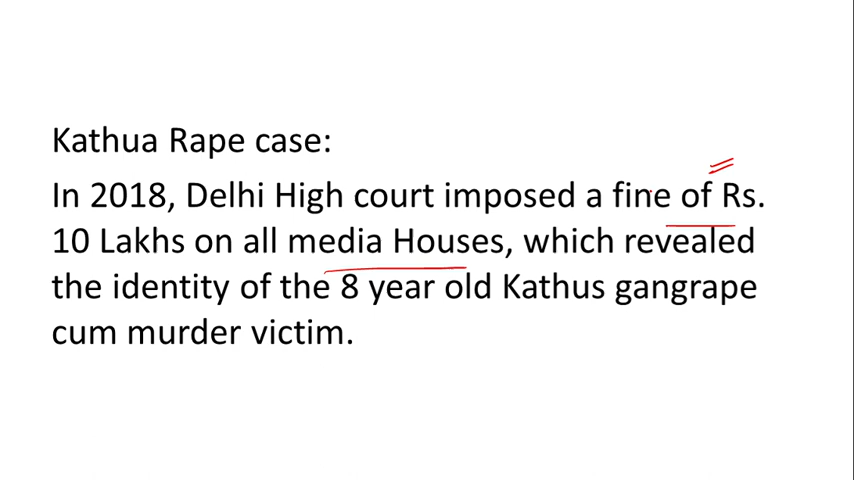 Kathua Rape case:
In 2018, Delhi High court imposed a fine of Rs.
10 Lakhs on all media Houses, which revealed
the identity of the 8 year old Kathus gangrape
cum murder victim.